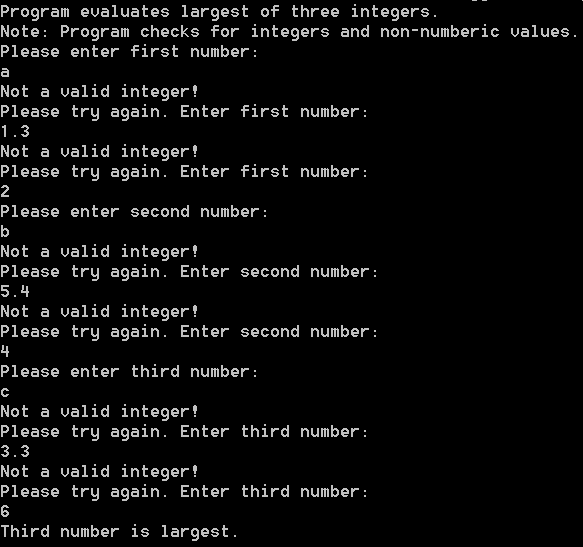 Program evaluates largest of three integers.
Note: Program checks for integers and non-numberic values.
Please enter first number:
a
Not a valid integer!
Please try again. Enter first number:
1.3
Not a valid integer!
Please try again. Enter first number:
2
Please enter second number:
b
Not a valid integer!
Please try again. Enter second number:
5.4
Not a valid integer!
Please try again. Enter second number:
4
Please enter third number:
c
Not a valid integer!
Please try again. Enter third number:
3.3
Not a valid integer!
Please try again. Enter third number:
6
Third number is largest.